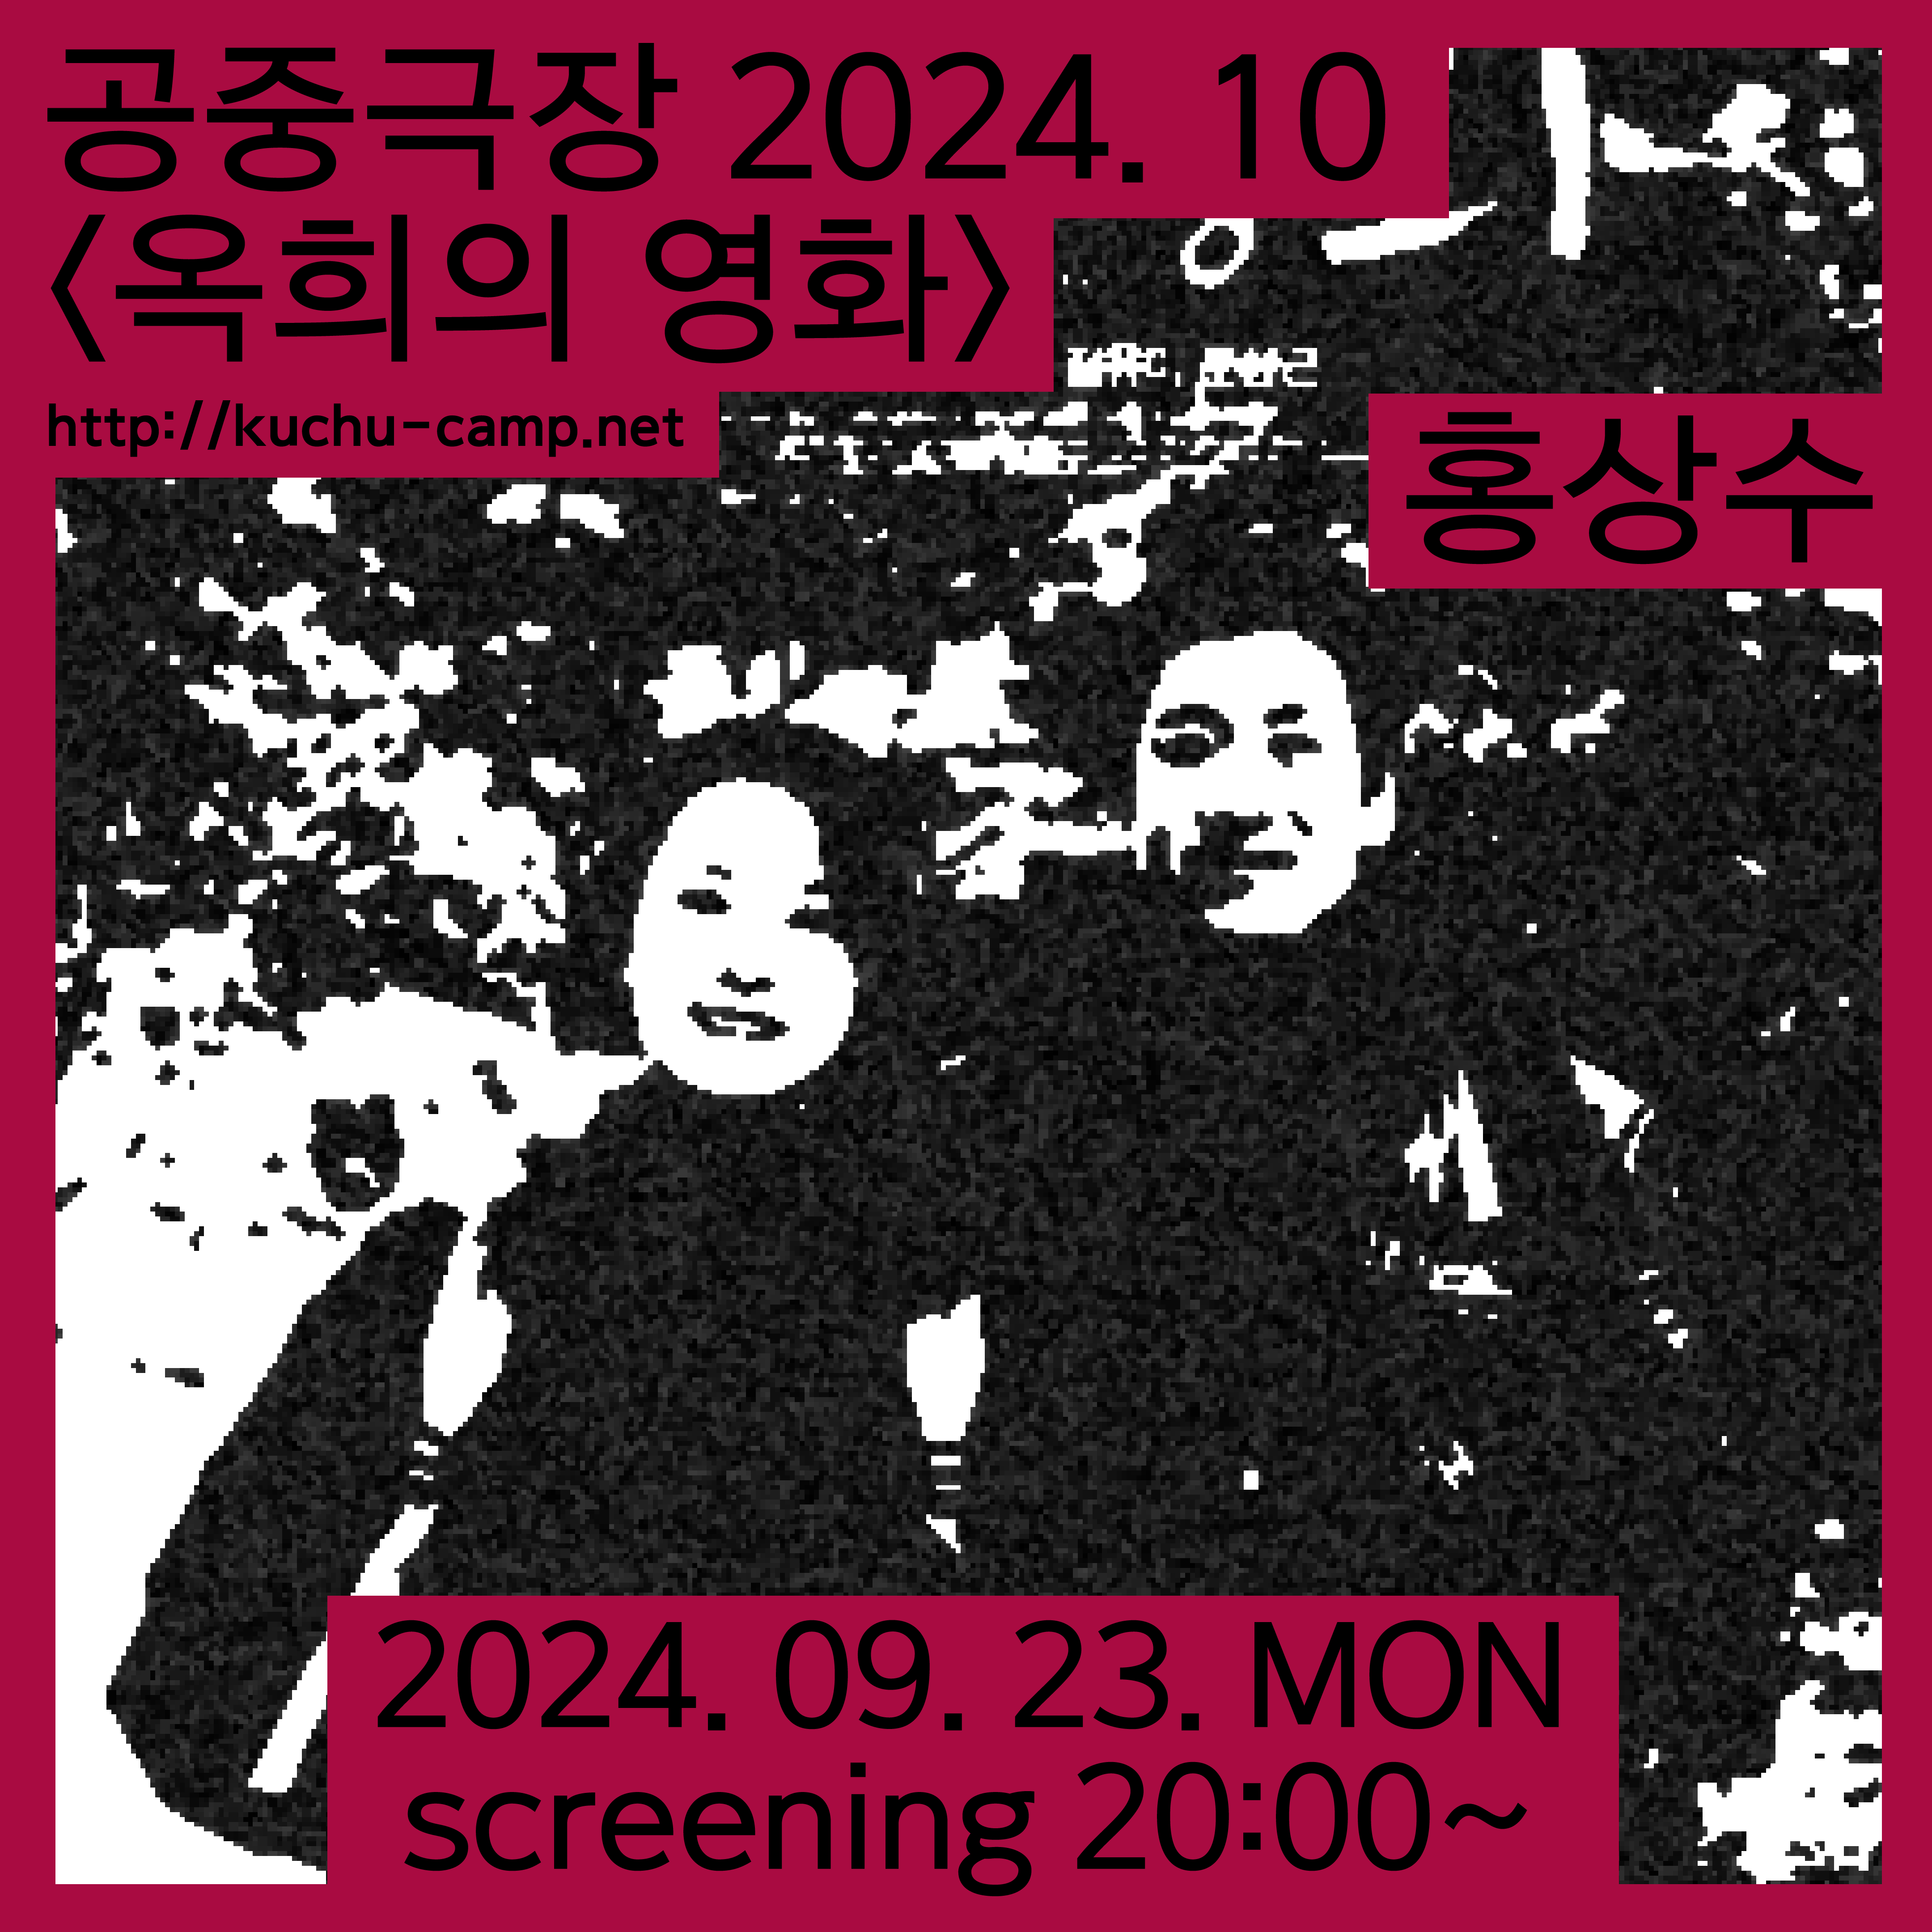 공중극장 2024. 10
<옥희의 영화>
http://kuchu-camp.net
홍상수
2024. 09. 23. MON
screening 20:00~